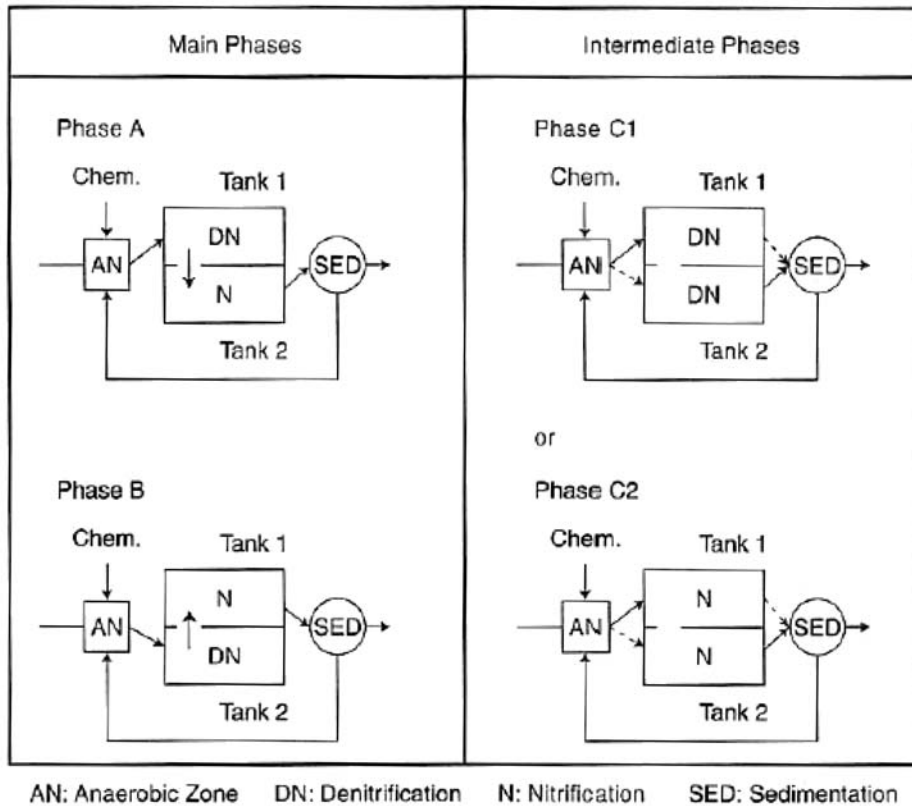 Main Phases
Intermediate Phases
Phase A
Chem.
Tank 1
AN
DN
N
SED
Tank 2
Phase C1
Chem.
Tank 1
AN
DN
DN
SED
Tank 2
or
Phase B
Chem.
Tank 1
AN
N
DN
SED
Tank 2
Phase C2
Chem.
Tank 1
AN
N
N
SED
Tank 2
AN: Anaerobic Zone DN: Denitrification N: Nitrification SED: Sedimentation